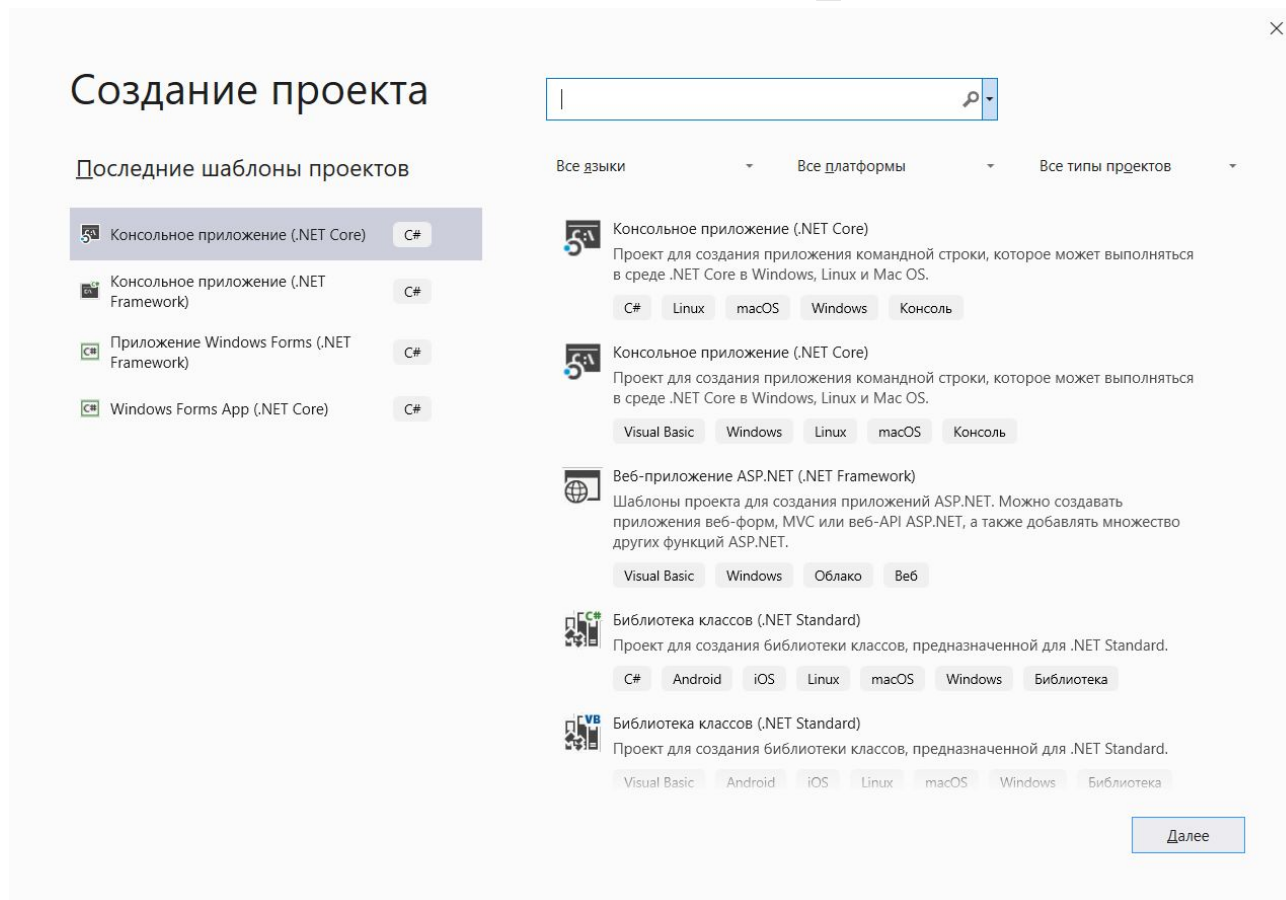 Создание проекта
Последние шаблоны проектов
Консольное приложение (.NET Core) C#
Консольное приложение (.NET
Framework) C#
Приложение Windows Forms (.NET
Framework) C#
Windows Forms App (.NET Core) C#
Все языки Все платформы Все типы проектов
Консольное приложение (.NET Core)
Проект для создания приложения командной строки, которое может выполняться
в среде .NET Core в Windows, Linux и Mac OS.
C# Linux macOS Windows Консоль
Консольное приложение (.NET Core)
Проект для создания приложения командной строки, которое может выполняться
в среде .NET Core в Windows, Linux и Mac OS.
Visual Basic Windows Linux macOS Консоль
Веб-приложение ASP.NET (.NET Framework)
Шаблоны проекта для создания приложений ASP.NET. Можно создавать
приложения веб-форм, MVC или веб-API ASP.NET, а также добавлять множество
других функций ASP.NET.
Visual Basic Windows Облако Веб
Библиотека классов (.NET Standard)
Проект для создания библиотеки классов, предназначенной для .NET Standard.
C# Android iOS Linux macOS Windows Библиотека
Библиотека классов (.NET Standard)
Проект для создания библиотеки классов, предназначенной для .NET Standard.
Visual Basic Android iOS Linux macOS Windows Библиотека
Далее